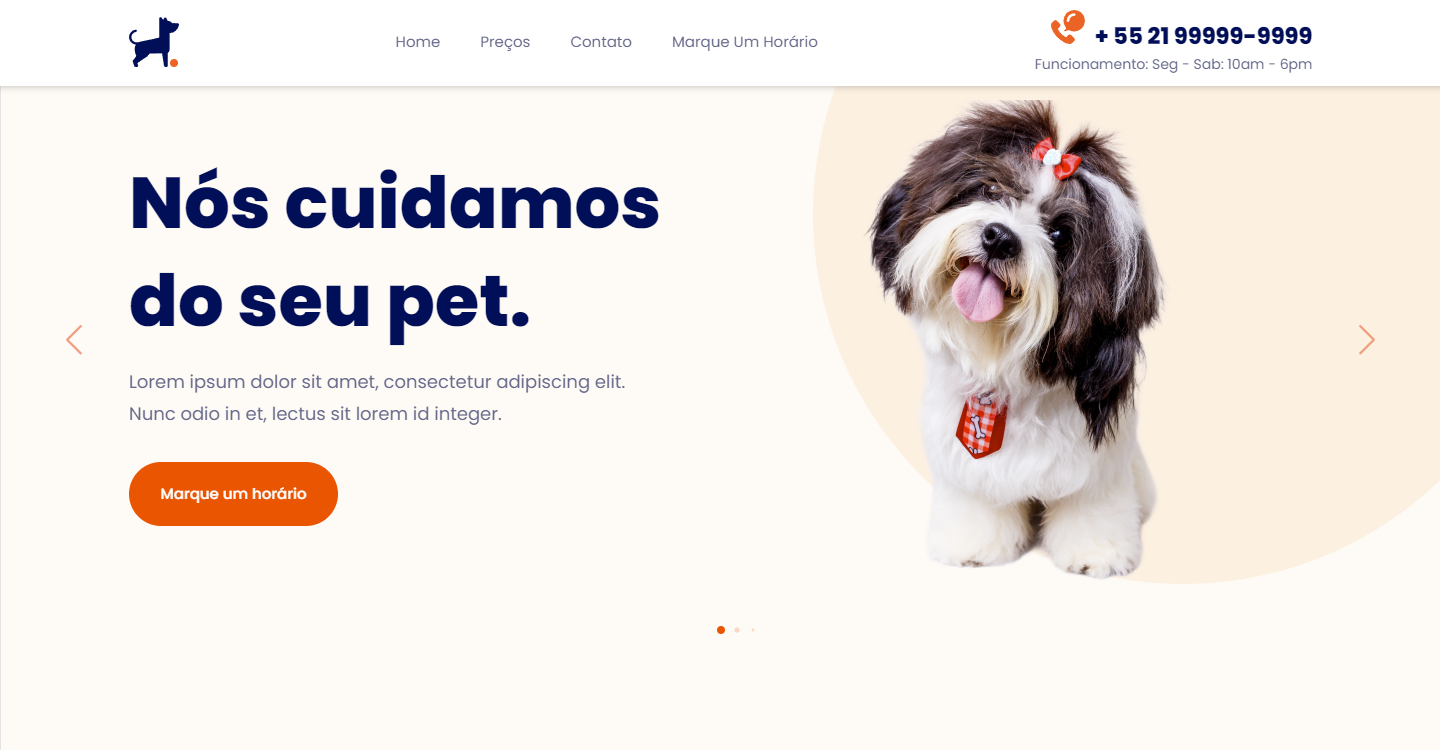 Home
Preços
Contato
Marque Um Horário
+ 55 21 99999-9999
Funcionamento: Seg - Sab: 10am - 6pm
Nós cuidamos
do seu pet.
Lorem ipsum dolor sit amet, consectetur adipiscing elit.
Nunc odio in et, lectus sit lorem id integer.
Marque um horário